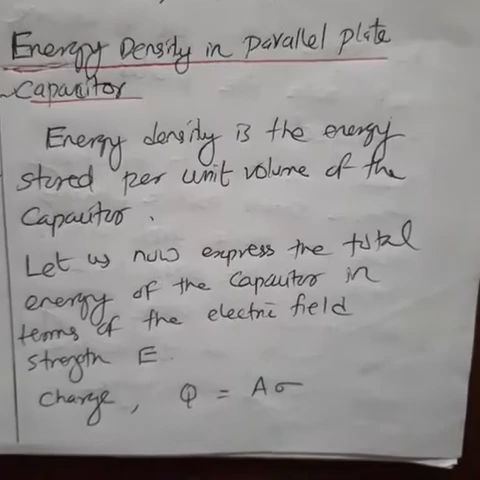 Energy Density in parallel plate
Capacitor
Energy density is the energy
stored per unit volume of the
Capacitor.
Let us now express the total
energy of the capacitor in
terms of the electric field
strength E.
Charge, Q = Aσ